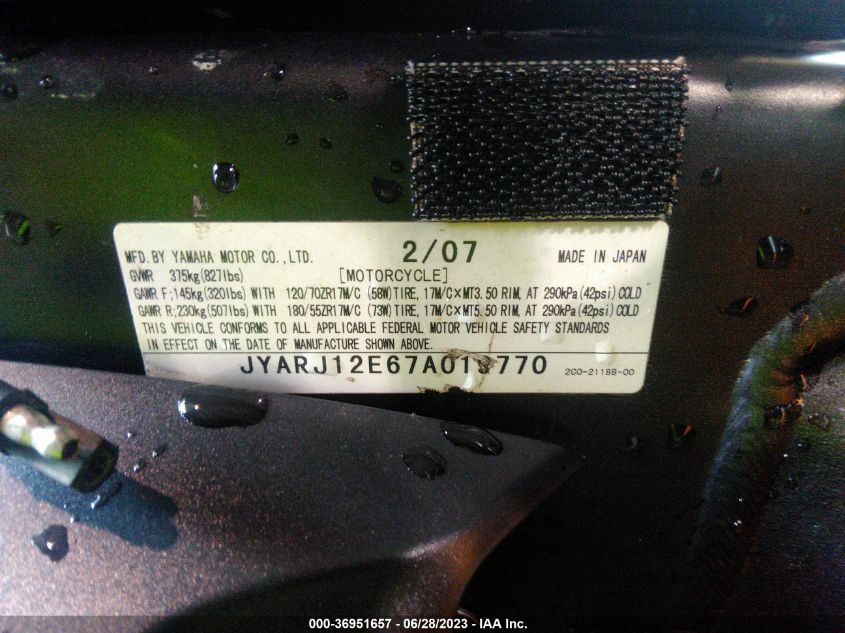 MFD. BY YAMAHA MOTOR CO.,LTD. 2/07 MADE IN JAPAN
GVWR 375kg(827lbs) [MOTORCYCLE]
GAWR F:145kg(320lbs) WITH 120/70ZR17M/C (58W)TIRE, 17M/C×MT3.50 RIM, AT 290kPa(42psi)COLD
GAWR R:230kg(507lbs) WITH 180/55ZR17M/C (73W)TIRE, 17M/C×MT5.50 RIM, AT 290kPa(42psi)COLD
THIS VEHICLE CONFORMS TO ALL APPLICABLE FEDERAL MOTOR VEHICLE SAFETY STANDARDS
IN EFFECT ON THE DATE OF MANUFACTURE SHOWN ABOVE.
JYARJ12E67A019770 2C0-2118B-00
000-36951657 - 06/28/2023 - IAA Inc.